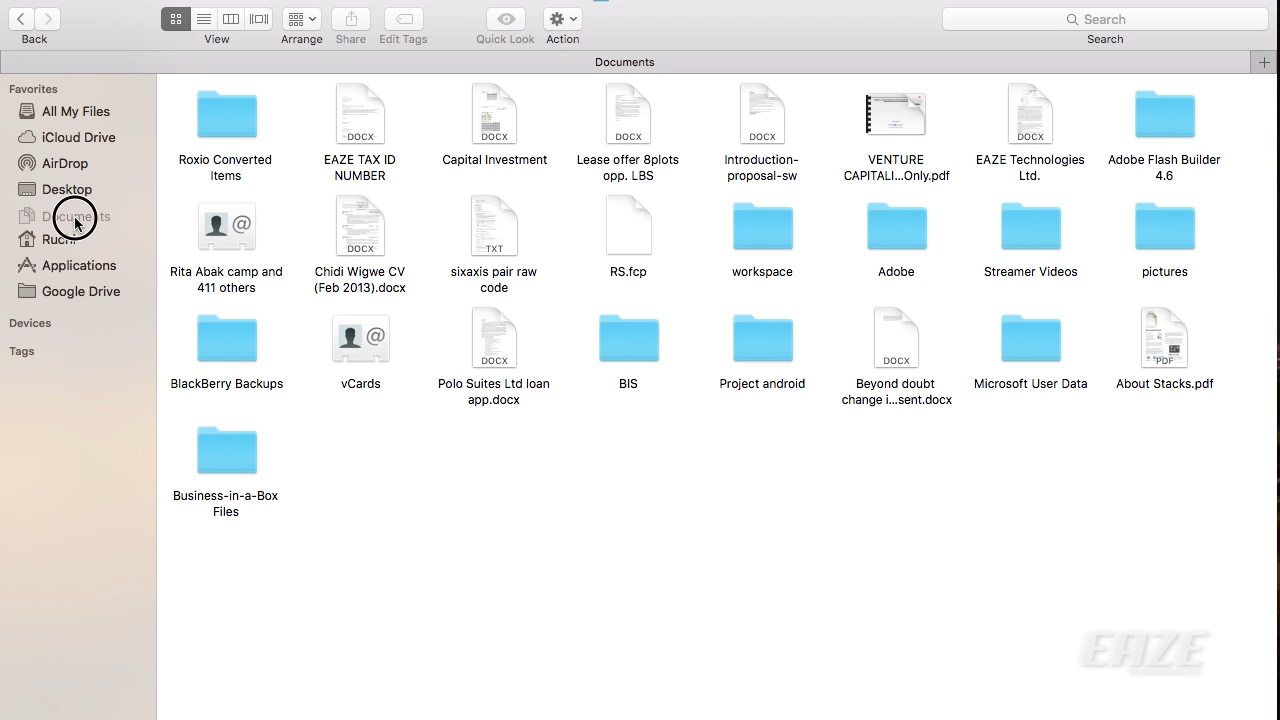 Back
View
Arrange
Share
Edit Tags
Quick Look
Action
Search
Search
Documents
Favorites
All My Files
iCloud Drive
AirDrop
Desktop
Documents
Applications
Google Drive
Devices
Tags
Roxio Converted
Items
DOCX
EAZE TAX ID
NUMBER
DOCX
Capital Investment
DOCX
Lease offer 8plots
opp. LBS
DOCX
Introduction-
proposal-sw
VENTURE
CAPITALI...Only.pdf
DOCX
EAZE Technologies
Ltd.
Adobe Flash Builder
4.6
Rita Abak camp and
411 others
DOCX
Chidi Wigwe CV
(Feb 2013).docx
TXT
sixaxis pair raw
code
RS.fcp
workspace
Adobe
Streamer Videos
pictures
BlackBerry Backups
vCards
DOCX
Polo Suites Ltd loan
app.docx
BIS
Project android
DOCX
Beyond doubt
change i...sent.docx
Microsoft User Data
PDF
About Stacks.pdf
Business-in-a-Box
Files
EAZE